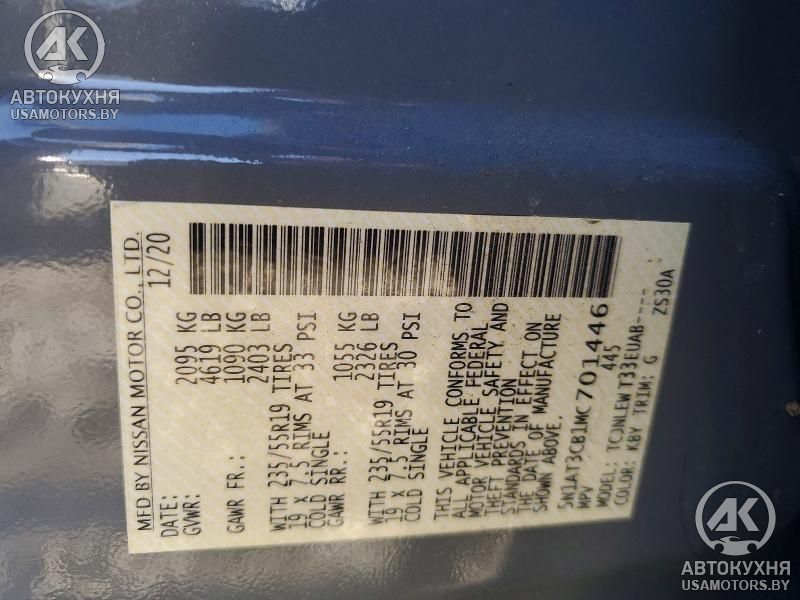 АК
АВТОКУХНЯ
USAMOTORS.BY
MFD BY NISSAN MOTOR CO., LTD.
DATE: 12/20
GVWR: 2095 KG
4619 LB
GAWR FR.: 1090 KG
2403 LB
WITH 235/55R19 TIRES
19 X 7.5 RIMS AT 33 PSI
COLD SINGLE
GAWR RR.: 1055 KG
2326 LB
WITH 235/55R19 TIRES
19 X 7.5 RIMS AT 30 PSI
COLD SINGLE
THIS VEHICLE CONFORMS TO
ALL APPLICABLE FEDERAL
MOTOR VEHICLE SAFETY AND
THEFT PREVENTION
STANDARDS IN EFFECT ON
THE DATE OF MANUFACTURE
SHOWN ABOVE.
5N1AT3CB1MC701446
MPV 445
MODEL: TCJNLEWT33EUAB----
COLOR: KBY TRIM: G ZS30A
АК
АВТОКУХНЯ
USAMOTORS.BY